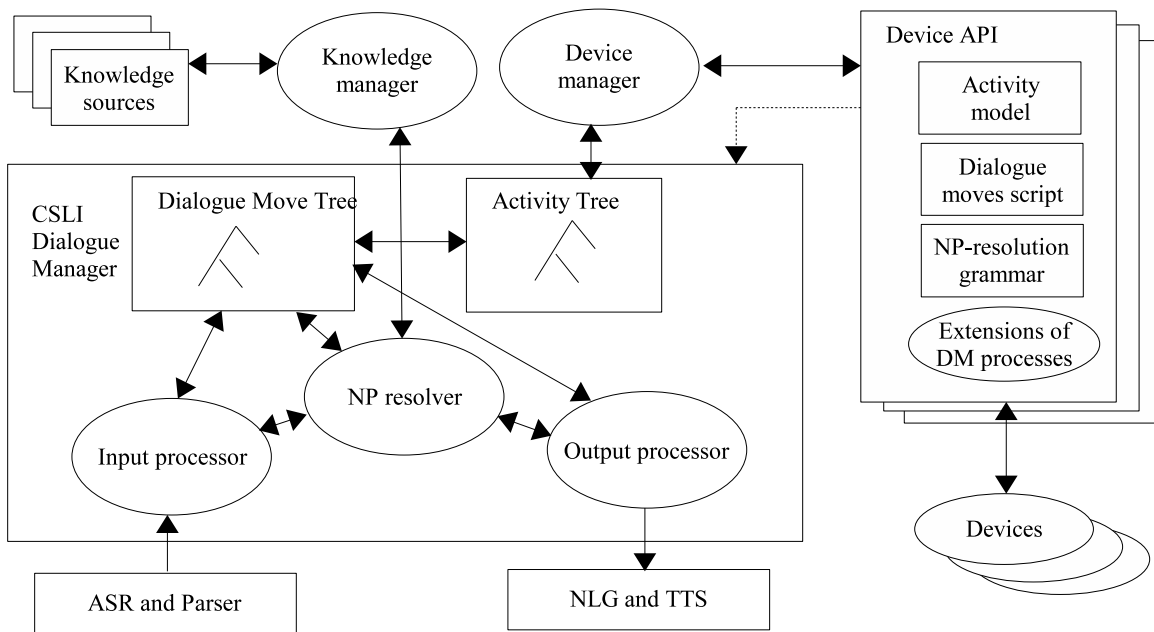 Knowledge
sources
Knowledge
manager
Device
manager
Device API
Activity
model
Dialogue
moves script
NP-resolution
grammar
Extensions of
DM processes
CSLI
Dialogue
Manager
Dialogue Move Tree
Activity Tree
NP resolver
Input processor
Output processor
Devices
ASR and Parser
NLG and TTS